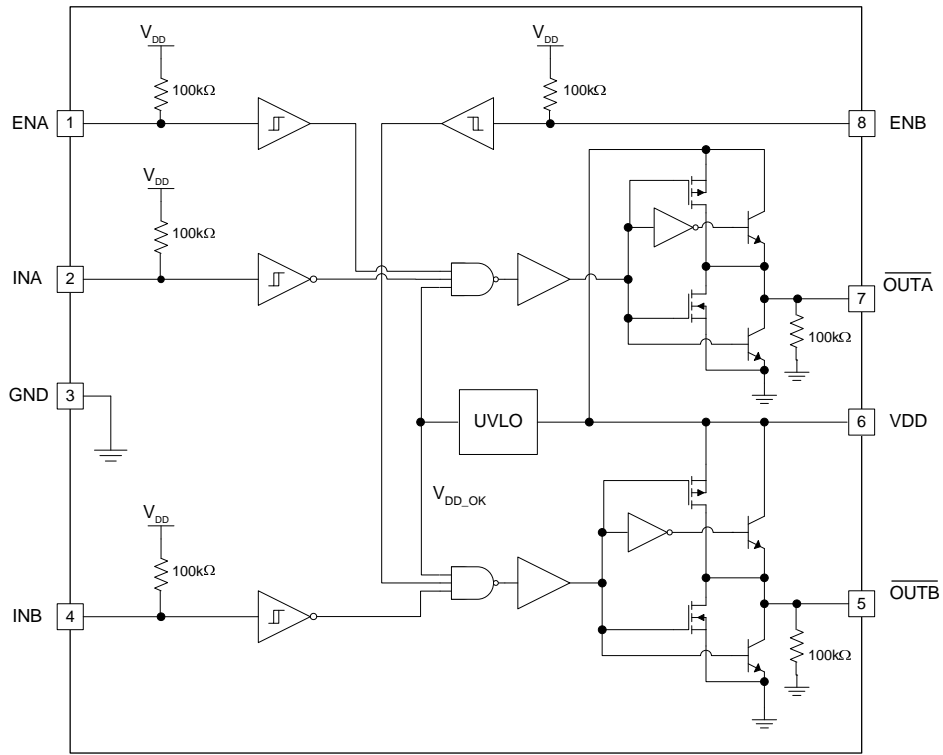 V_DD
V_DD
100kΩ
100kΩ
ENA
1
8
ENB
V_DD
100kΩ
INA
2
7
OUTA
100kΩ
GND
3
UVLO
6
VDD
V_DD_OK
V_DD
100kΩ
INB
4
5
OUTB
100kΩ